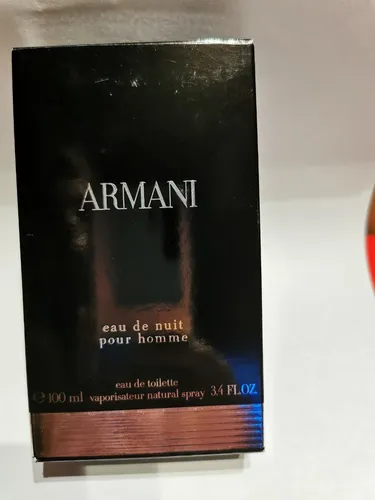 ARMANI
eau de nuit
pour homme
eau de toilette
℮ 100 ml vaporisateur natural spray 3.4 FL.OZ.